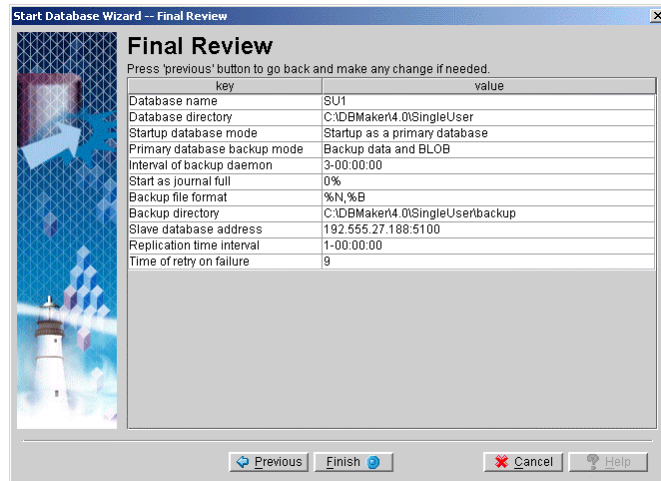 Start Database Wizard -- Final Review
Final Review
Press 'previous' button to go back and make any change if needed.
key value
Database name SU1
Database directory C:\DBMaker\4.0\SingleUser
Startup database mode Startup as a primary database
Primary database backup mode Backup data and BLOB
Interval of backup daemon 3-00:00:00
Start as journal full 0%
Backup file format %N,%B
Backup directory C:\DBMaker\4.0\SingleUser\backup
Slave database address 192.555.27.188:5100
Replication time interval 1-00:00:00
Time of retry on failure 9
Previous Finish Cancel Help